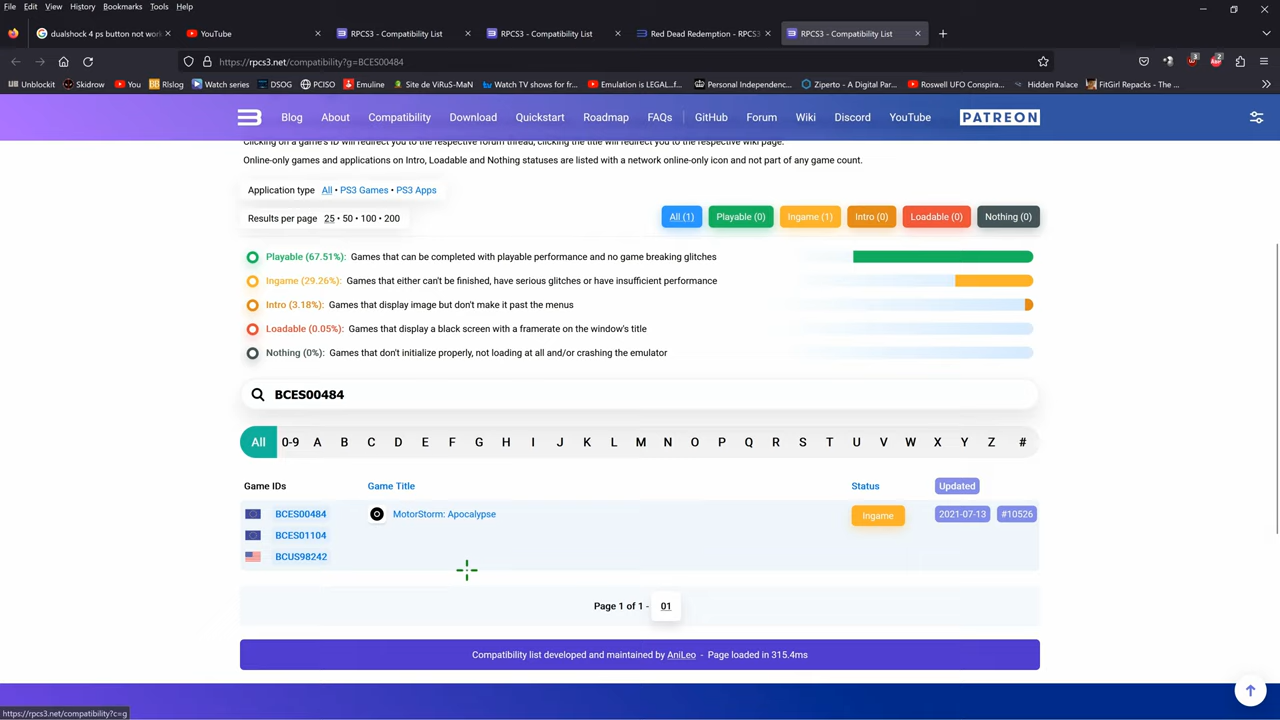 File Edit View History Bookmarks Tools Help
dualshock 4 ps button not work
YouTube
RPCS3 - Compatibility List
RPCS3 - Compatibility List
Red Dead Redemption - RPCS3
RPCS3 - Compatibility List
https://rpcs3.net/compatibility?g=BCES00484
3
2
Unblockit
Skidrow
You
RIslog
Watch series
DSOG
PCISO
Emuline
Site de ViRuS-MaN
Watch TV shows for fr...
Emulation is LEGAL...f...
Personal Independenc...
Ziperto - A Digital Par...
Roswell UFO Conspira...
Hidden Palace
FitGirl Repacks - The ...
Blog About Compatibility Download Quickstart Roadmap FAQs GitHub Forum Wiki Discord YouTube PATREON
Clicking on a game's ID will redirect you to the respective forum thread, clicking the title will redirect you to the respective wiki page.
Online-only games and applications on Intro, Loadable and Nothing statuses are listed with a network online-only icon and not part of any game count.
Application type All • PS3 Games • PS3 Apps
Results per page 25 • 50 • 100 • 200
All (1) Playable (0) Ingame (1) Intro (0) Loadable (0) Nothing (0)
Playable (67.51%): Games that can be completed with playable performance and no game breaking glitches
Ingame (29.26%): Games that either can't be finished, have serious glitches or have insufficient performance
Intro (3.18%): Games that display image but don't make it past the menus
Loadable (0.05%): Games that display a black screen with a framerate on the window's title
Nothing (0%): Games that don't initialize properly, not loading at all and/or crashing the emulator
BCES00484
All 0-9 A B C D E F G H I J K L M N O P Q R S T U V W X Y Z #
Game IDs Game Title Status Updated
BCES00484 MotorStorm: Apocalypse Ingame 2021-07-13 #10526
BCES01104
BCUS98242
Page 1 of 1 - 01
Compatibility list developed and maintained by AniLeo - Page loaded in 315.4ms
https://rpcs3.net/compatibility?c=g